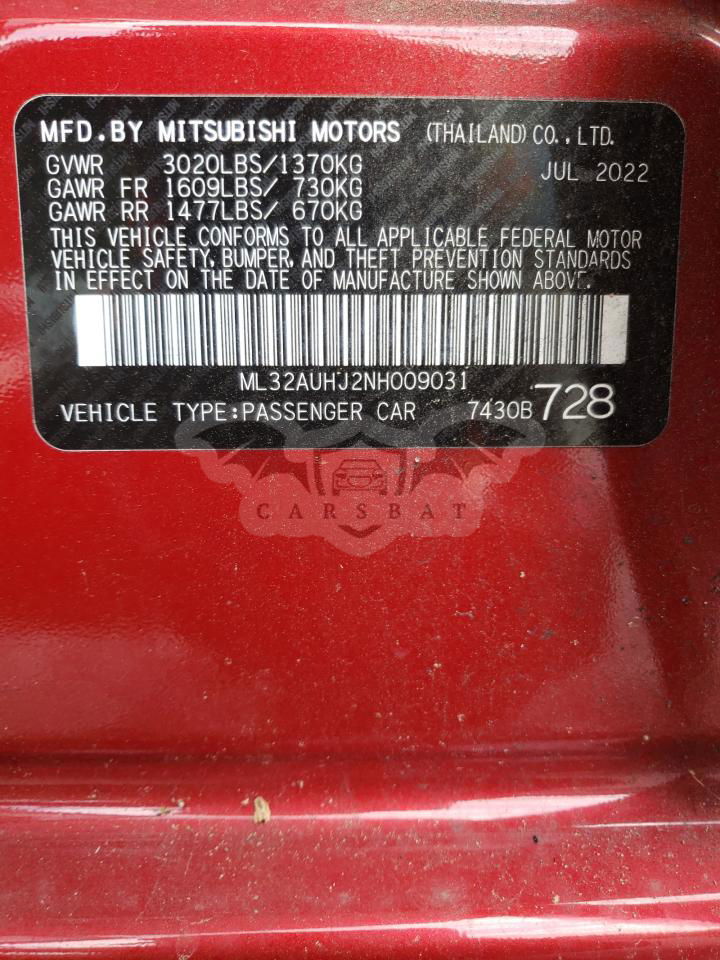 MFD.BY MITSUBISHI MOTORS (THAILAND) CO.,LTD.
GVWR 3020LBS/1370KG JUL 2022
GAWR FR 1609LBS/ 730KG
GAWR RR 1477LBS/ 670KG
THIS VEHICLE CONFORMS TO ALL APPLICABLE FEDERAL MOTOR
VEHICLE SAFETY, BUMPER, AND THEFT PREVENTION STANDARDS
IN EFFECT ON THE DATE OF MANUFACTURE SHOWN ABOVE.
ML32AUHJ2NH009031
VEHICLE TYPE:PASSENGER CAR 7430B 728
CARSBAT